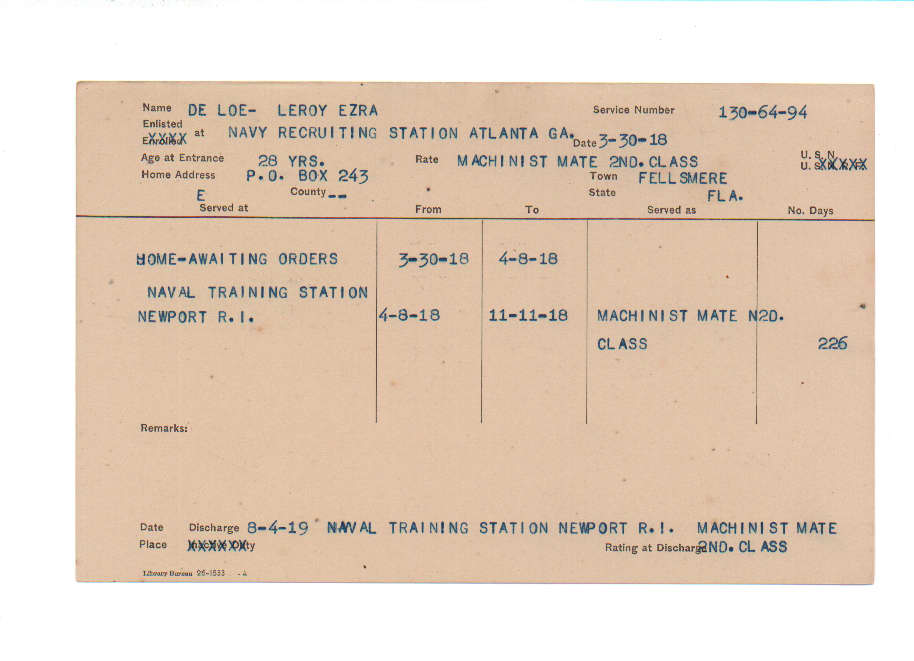 Name DE LOE- LEROY EZRA Service Number 130-64-94
Enlisted
Enrolled at NAVY RECRUITING STATION ATLANTA GA. Date 3-30-18
Age at Entrance 28 YRS. Rate MACHINIST MATE 2ND. CLASS U. S. N.
Home Address P.O. BOX 243 Town FELLSMERE U. S. XXXXX
E County -- State FLA.
Served at From To Served as No. Days
HOME-AWAITING ORDERS 3-30-18 4-8-18
NAVAL TRAINING STATION
NEWPORT R.I. 4-8-18 11-11-18 MACHINIST MATE N2D.
CLASS 226
Remarks:
Date Discharge 8-4-19 NAVAL TRAINING STATION NEWPORT R.I. MACHINIST MATE
Place XXXXXXty Rating at Discharge 2ND. CLASS
Library Bureau 26-1533 - A